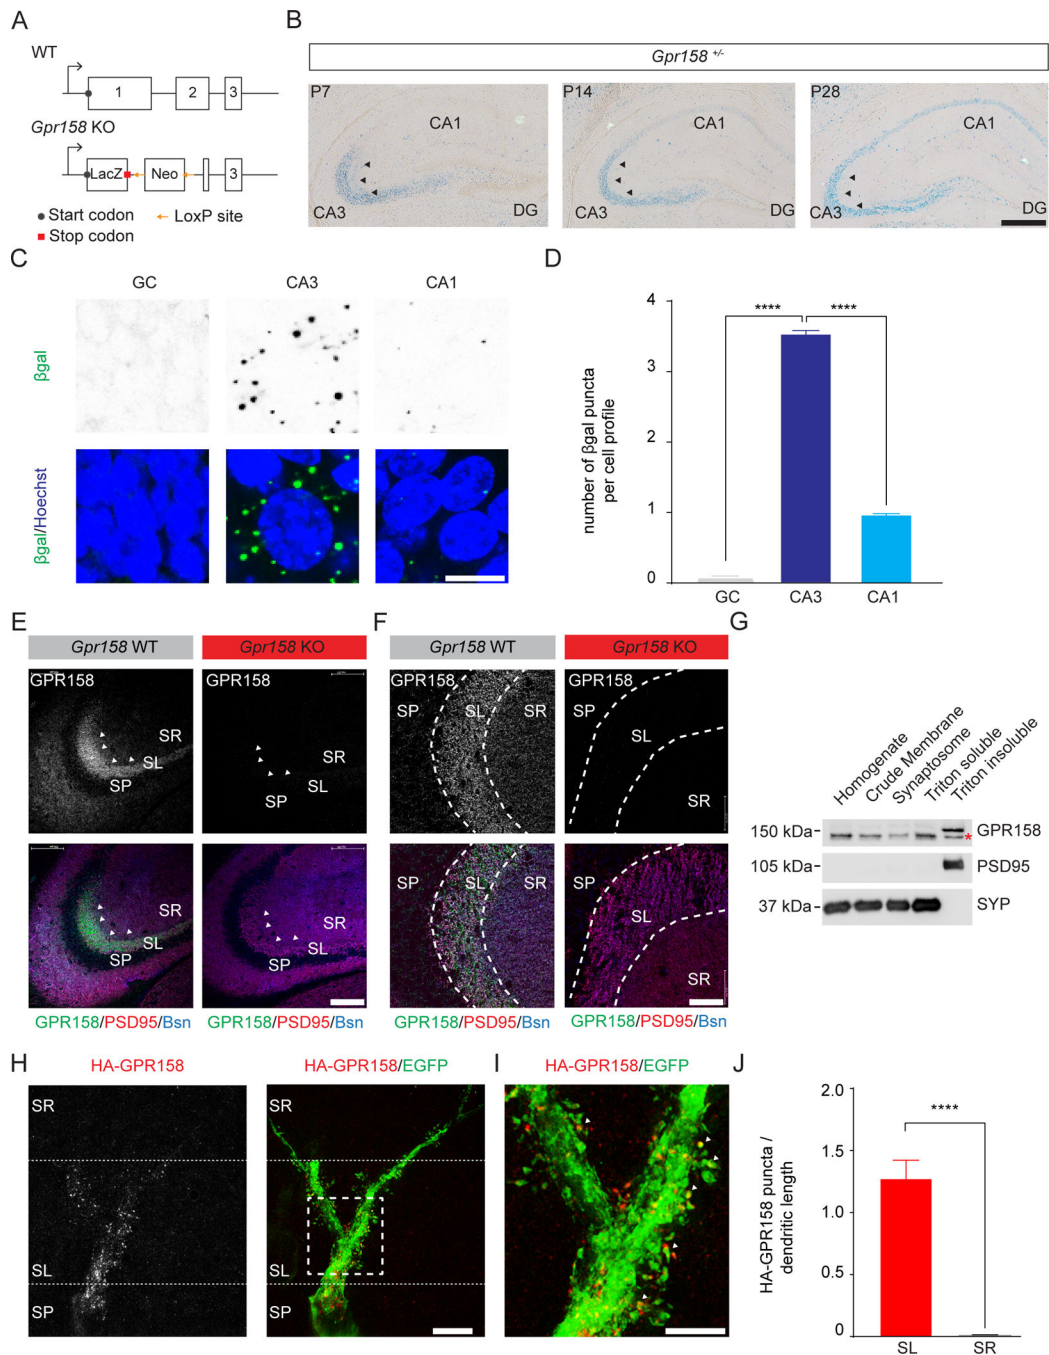 A
WT
1
2
3
Gpr158 KO
LacZ
Neo
3
Start codon
LoxP site
Stop codon
B
Gpr158 +/-
P7
CA1
CA3
DG
P14
CA1
CA3
DG
P28
CA1
CA3
DG
C
GC
CA3
CA1
βgal
βgal/Hoechst
D
number of βgal puncta
per cell profile
4
3
2
1
0
****
****
GC
CA3
CA1
E
Gpr158 WT
Gpr158 KO
GPR158
SR
SL
SP
GPR158
SR
SL
SP
SR
SL
SP
SR
SL
SP
GPR158/PSD95/Bsn
F
Gpr158 WT
Gpr158 KO
GPR158
SP
SL
SR
GPR158
SP
SL
SR
SP
SL
SR
SP
SL
SR
GPR158/PSD95/Bsn
G
Homogenate
Crude Membrane
Synaptosome
Triton soluble
Triton insoluble
150 kDa
GPR158
*
105 kDa
PSD95
37 kDa
SYP
H
HA-GPR158
SR
SL
SP
HA-GPR158/EGFP
SR
SL
SP
I
HA-GPR158/EGFP
J
HA-GPR158 puncta /
dendritic length
2.0
1.5
1.0
0.5
0
****
SL
SR